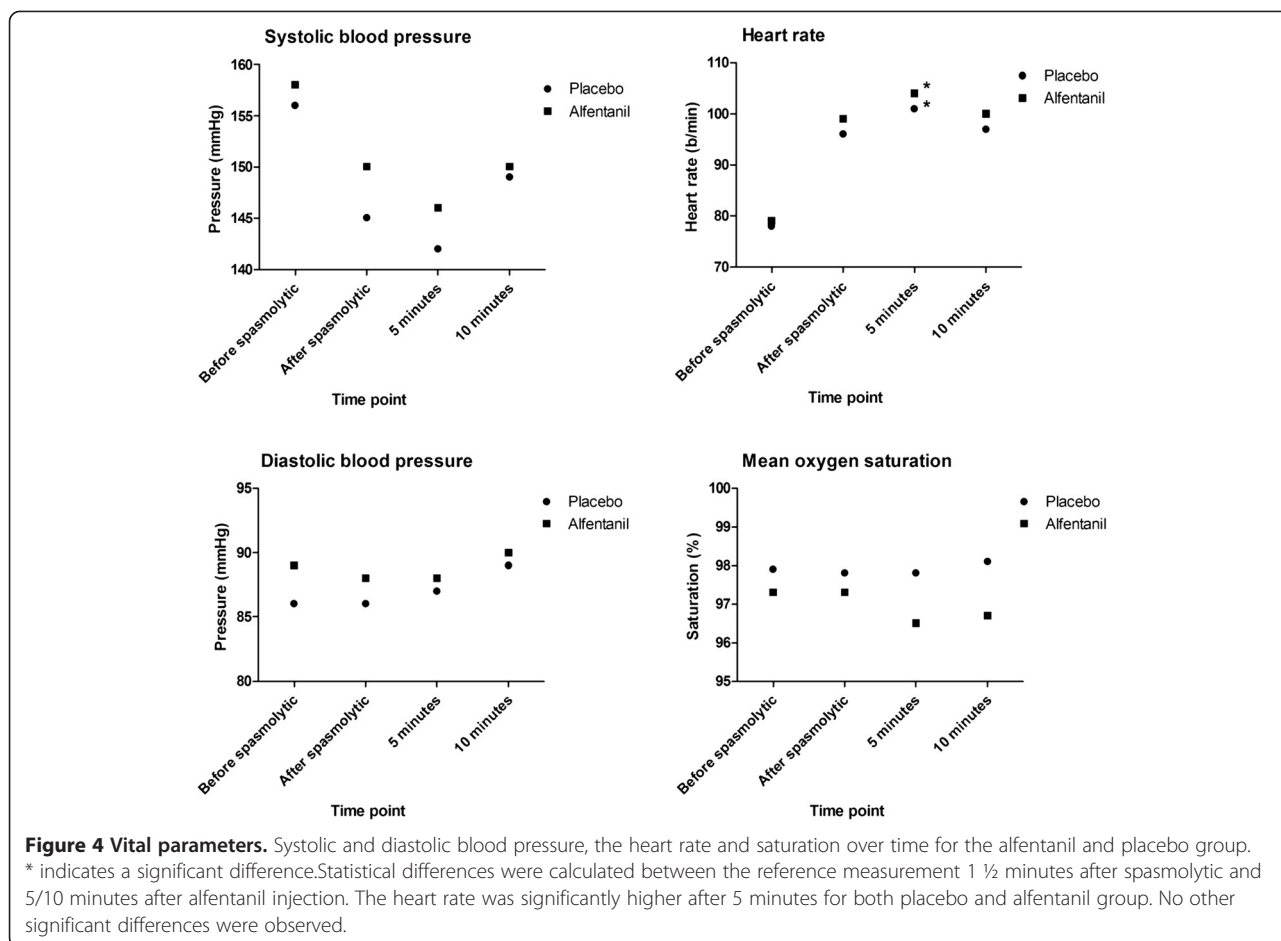 Systolic blood pressure
160
155
150
145
140
Pressure (mmHg)
Placebo
Alfentanil
Before spasmolytic
After spasmolytic
5 minutes
10 minutes
Time point
Heart rate
110
100
90
80
70
Heart rate (b/min)
*
*
Placebo
Alfentanil
Before spasmolytic
After spasmolytic
5 minutes
10 minutes
Time point
Diastolic blood pressure
95
90
85
80
Pressure (mmHg)
Placebo
Alfentanil
Before spasmolytic
After spasmolytic
5 minutes
10 minutes
Time point
Mean oxygen saturation
100
99
98
97
96
95
Saturation (%)
Placebo
Alfentanil
Before spasmolytic
After spasmolytic
5 minutes
10 minutes
Time point
Figure 4 Vital parameters. Systolic and diastolic blood pressure, the heart rate and saturation over time for the alfentanil and placebo group.
* indicates a significant difference.Statistical differences were calculated between the reference measurement 1 ½ minutes after spasmolytic and
5/10 minutes after alfentanil injection. The heart rate was significantly higher after 5 minutes for both placebo and alfentanil group. No other
significant differences were observed.